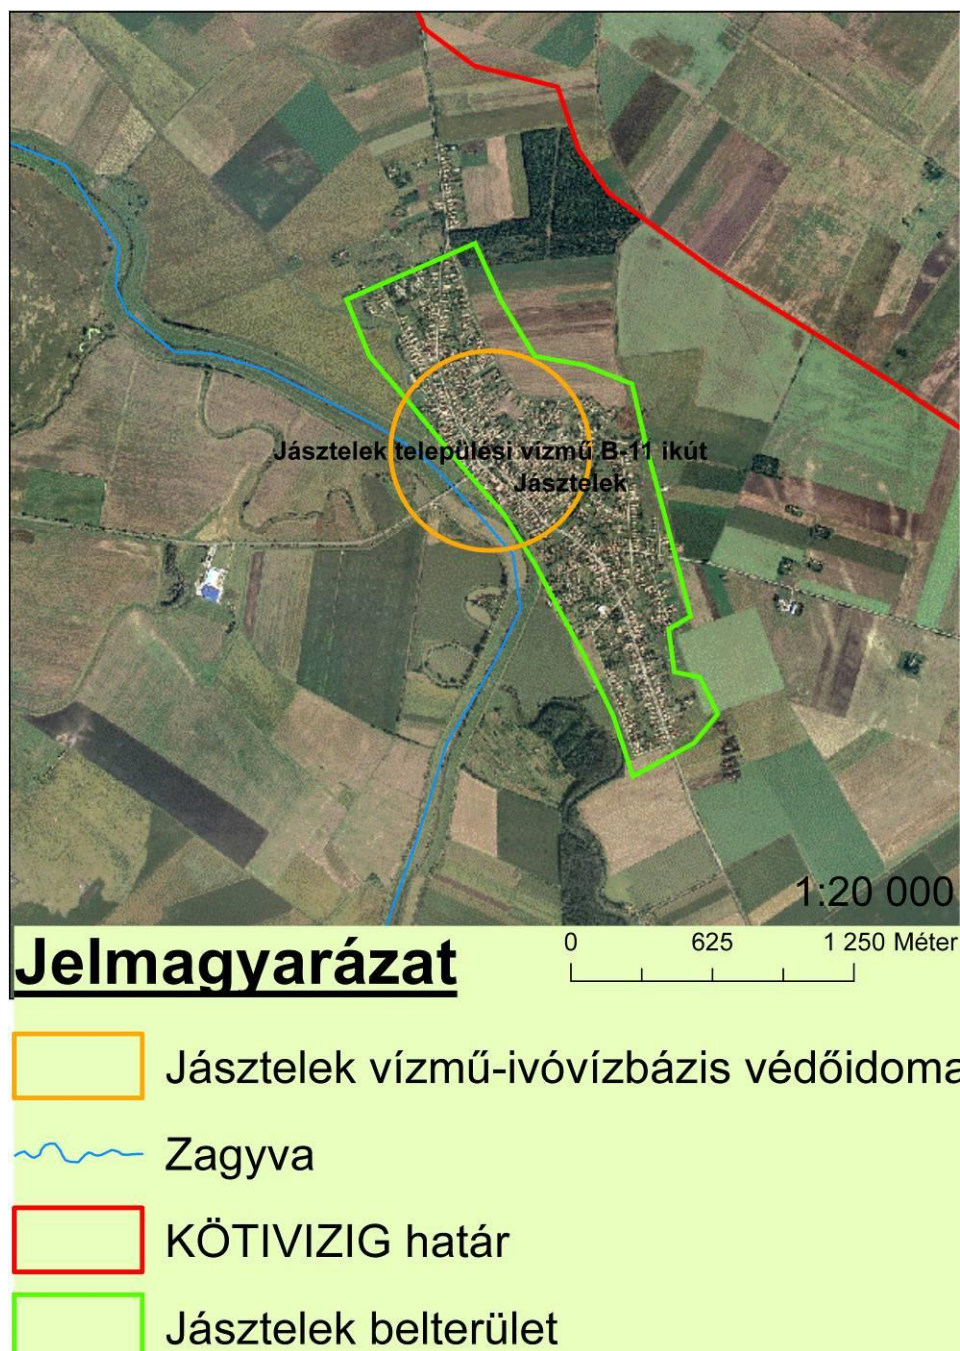 Jásztelek települési vízmű B-11 ikút
Jásztelek
1:20 000
Jelmagyarázat
0 625 1 250 Méter
Jásztelek vízmű-ivóvízbázis védőidoma
Zagyva
KÖTIVIZIG határ
Jásztelek belterület